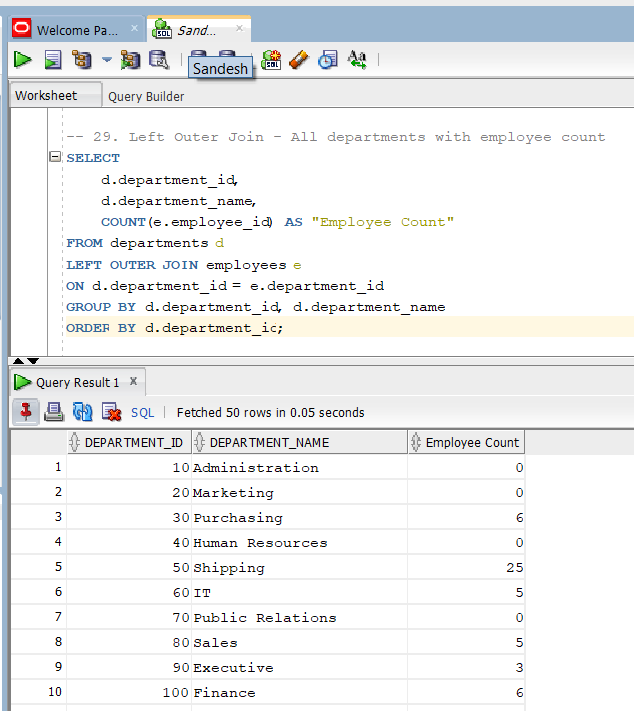 Welcome Pa...
Sand...
SQL
SQL
Aa
Sandesh
Worksheet
Query Builder
-- 29. Left Outer Join - All departments with employee count
SELECT
d.department_id,
d.department_name,
COUNT(e.employee_id) AS "Employee Count"
FROM departments d
LEFT OUTER JOIN employees e
ON d.department_id = e.department_id
GROUP BY d.department_id, d.department_name
ORDER BY d.department_id;
Query Result 1 x
SQL | Fetched 50 rows in 0.05 seconds
DEPARTMENT_ID DEPARTMENT_NAME Employee Count
1 10 Administration 0
2 20 Marketing 0
3 30 Purchasing 6
4 40 Human Resources 0
5 50 Shipping 25
6 60 IT 5
7 70 Public Relations 0
8 80 Sales 5
9 90 Executive 3
10 100 Finance 6